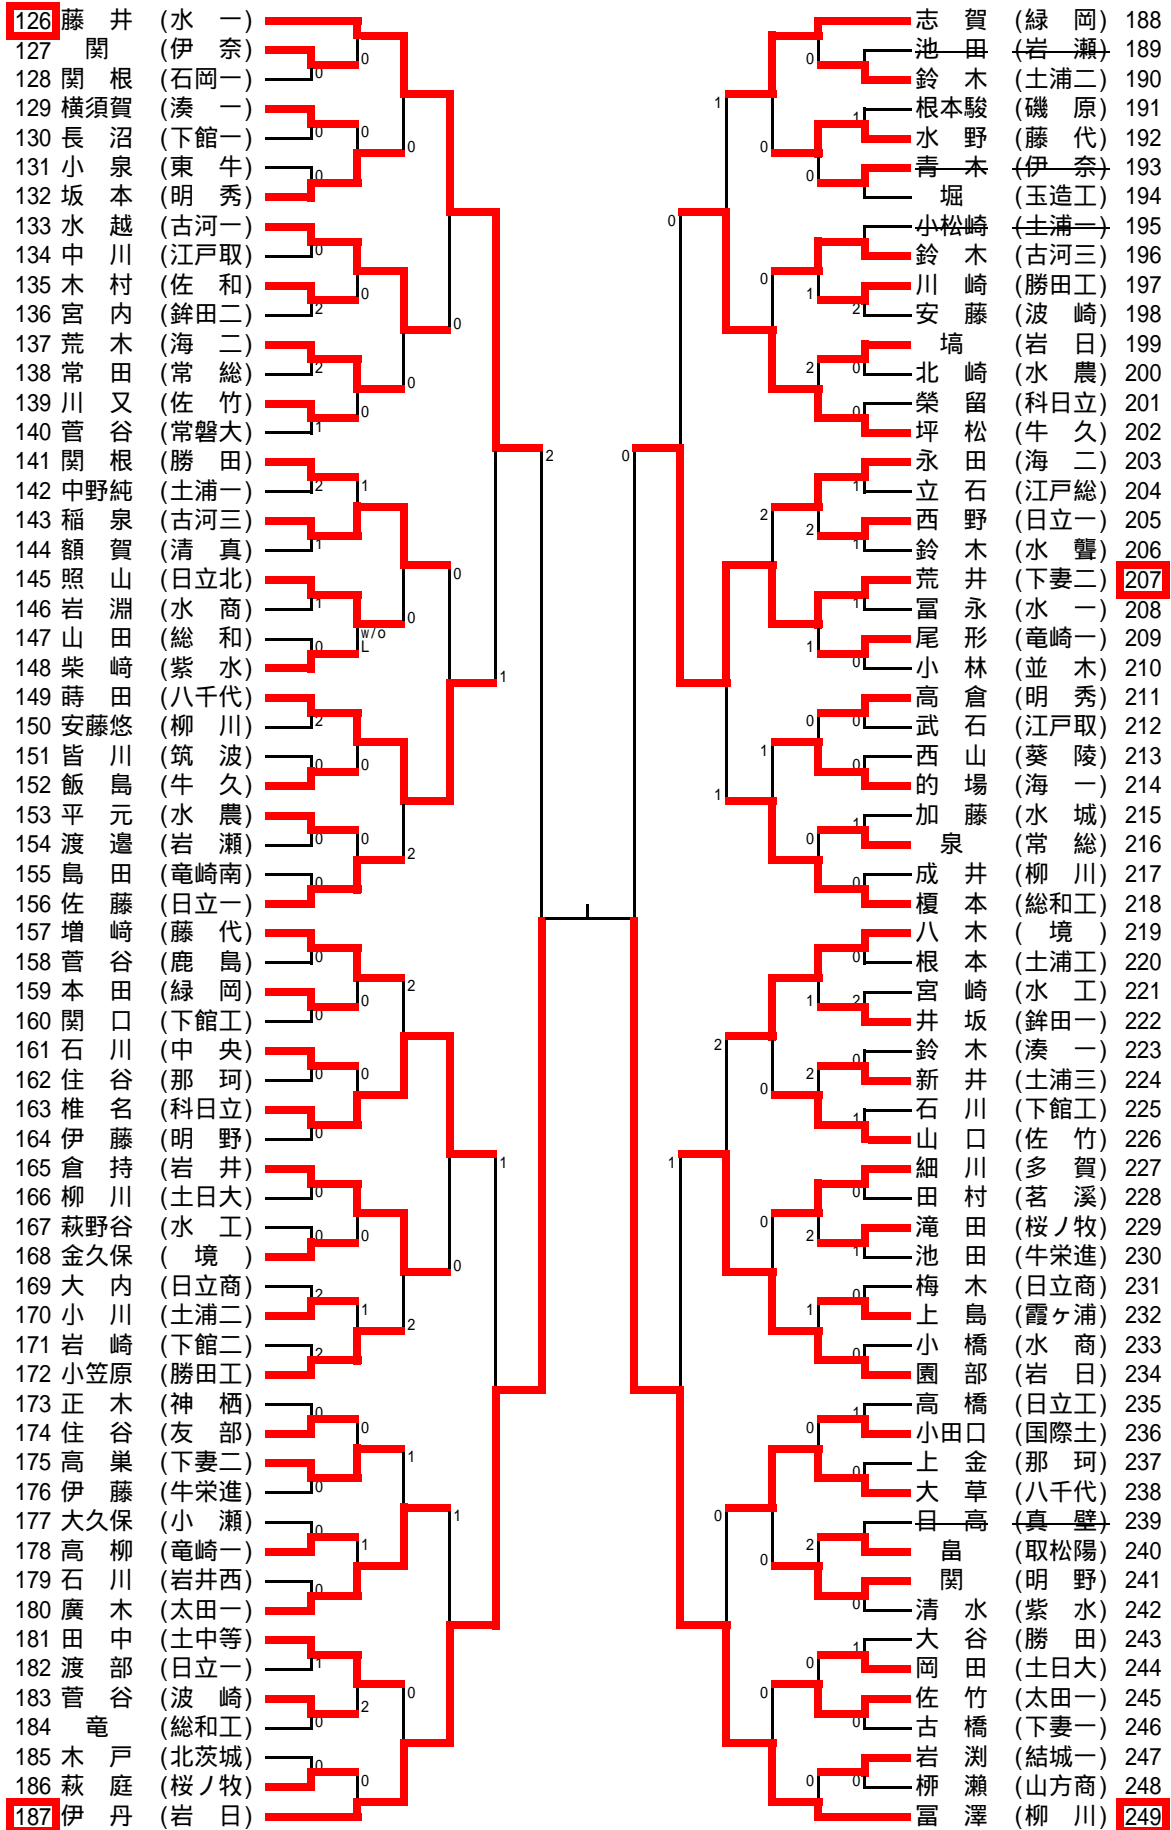 126 藤 井 (水 一)
127 関 (伊 奈)
128 関 根 (石岡一)
129 横須賀 (湊 一)
130 長 沼 (下館一)
131 小 泉 (東 牛)
132 坂 本 (明 秀)
133 水 越 (古河一)
134 中 川 (江戸取)
135 木 村 (佐 和)
136 宮 内 (鉾田二)
137 荒 木 (海 二)
138 常 田 (常 総)
139 川 又 (佐 竹)
140 菅 谷 (常磐大)
141 関 根 (勝 田)
142 中野純 (土浦一)
143 稲 泉 (古河三)
144 額 賀 (清 真)
145 照 山 (日立北)
146 岩 淵 (水 商)
147 山 田 (総 和)
148 柴 﨑 (紫 水)
149 蒔 田 (八千代)
150 安藤悠 (柳 川)
151 皆 川 (筑 波)
152 飯 島 (牛 久)
153 平 元 (水 農)
154 渡 邉 (岩 瀬)
155 島 田 (竜崎南)
156 佐 藤 (日立一)
157 増 﨑 (藤 代)
158 菅 谷 (鹿 島)
159 本 田 (緑 岡)
160 関 口 (下館工)
161 石 川 (中 央)
162 住 谷 (那 珂)
163 椎 名 (科日立)
164 伊 藤 (明 野)
165 倉 持 (岩 井)
166 柳 川 (土日大)
167 萩野谷 (水 工)
168 金久保 ( 境 )
169 大 内 (日立商)
170 小 川 (土浦二)
171 岩 崎 (下館二)
172 小笠原 (勝田工)
173 正 木 (神 栖)
174 住 谷 (友 部)
175 高 巣 (下妻二)
176 伊 藤 (牛栄進)
177 大久保 (小 瀬)
178 高 柳 (竜崎一)
179 石 川 (岩井西)
180 廣 木 (太田一)
181 田 中 (土中等)
182 渡 部 (日立一)
183 菅 谷 (波 崎)
184 竜 (総和工)
185 木 戸 (北茨城)
186 萩 庭 (桜ノ牧)
187 伊 丹 (岩 日)
w/o
L
志 賀 (緑 岡) 188
池 田 (岩 瀬) 189
鈴 木 (土浦二) 190
根本駿 (磯 原) 191
水 野 (藤 代) 192
青 木 (伊 奈) 193
堀 (玉造工) 194
小松崎 (土浦一) 195
鈴 木 (古河三) 196
川 崎 (勝田工) 197
安 藤 (波 崎) 198
塙 (岩 日) 199
北 崎 (水 農) 200
榮 留 (科日立) 201
坪 松 (牛 久) 202
永 田 (海 二) 203
立 石 (江戸総) 204
西 野 (日立一) 205
鈴 木 (水 聾) 206
荒 井 (下妻二) 207
冨 永 (水 一) 208
尾 形 (竜崎一) 209
小 林 (並 木) 210
高 倉 (明 秀) 211
武 石 (江戸取) 212
西 山 (葵 陵) 213
的 場 (海 一) 214
加 藤 (水 城) 215
泉 (常 総) 216
成 井 (柳 川) 217
榎 本 (総和工) 218
八 木 ( 境 ) 219
根 本 (土浦工) 220
宮 崎 (水 工) 221
井 坂 (鉾田一) 222
鈴 木 (湊 一) 223
新 井 (土浦三) 224
石 川 (下館工) 225
山 口 (佐 竹) 226
細 川 (多 賀) 227
田 村 (茗 溪) 228
滝 田 (桜ノ牧) 229
池 田 (牛栄進) 230
梅 木 (日立商) 231
上 島 (霞ヶ浦) 232
小 橋 (水 商) 233
園 部 (岩 日) 234
高 橋 (日立工) 235
小田口 (国際土) 236
上 金 (那 珂) 237
大 草 (八千代) 238
日 高 (真 壁) 239
畠 (取松陽) 240
関 (明 野) 241
清 水 (紫 水) 242
大 谷 (勝 田) 243
岡 田 (土日大) 244
佐 竹 (太田一) 245
古 橋 (下妻一) 246
岩 渕 (結城一) 247
栁 瀨 (山方商) 248
冨 澤 (柳 川) 249